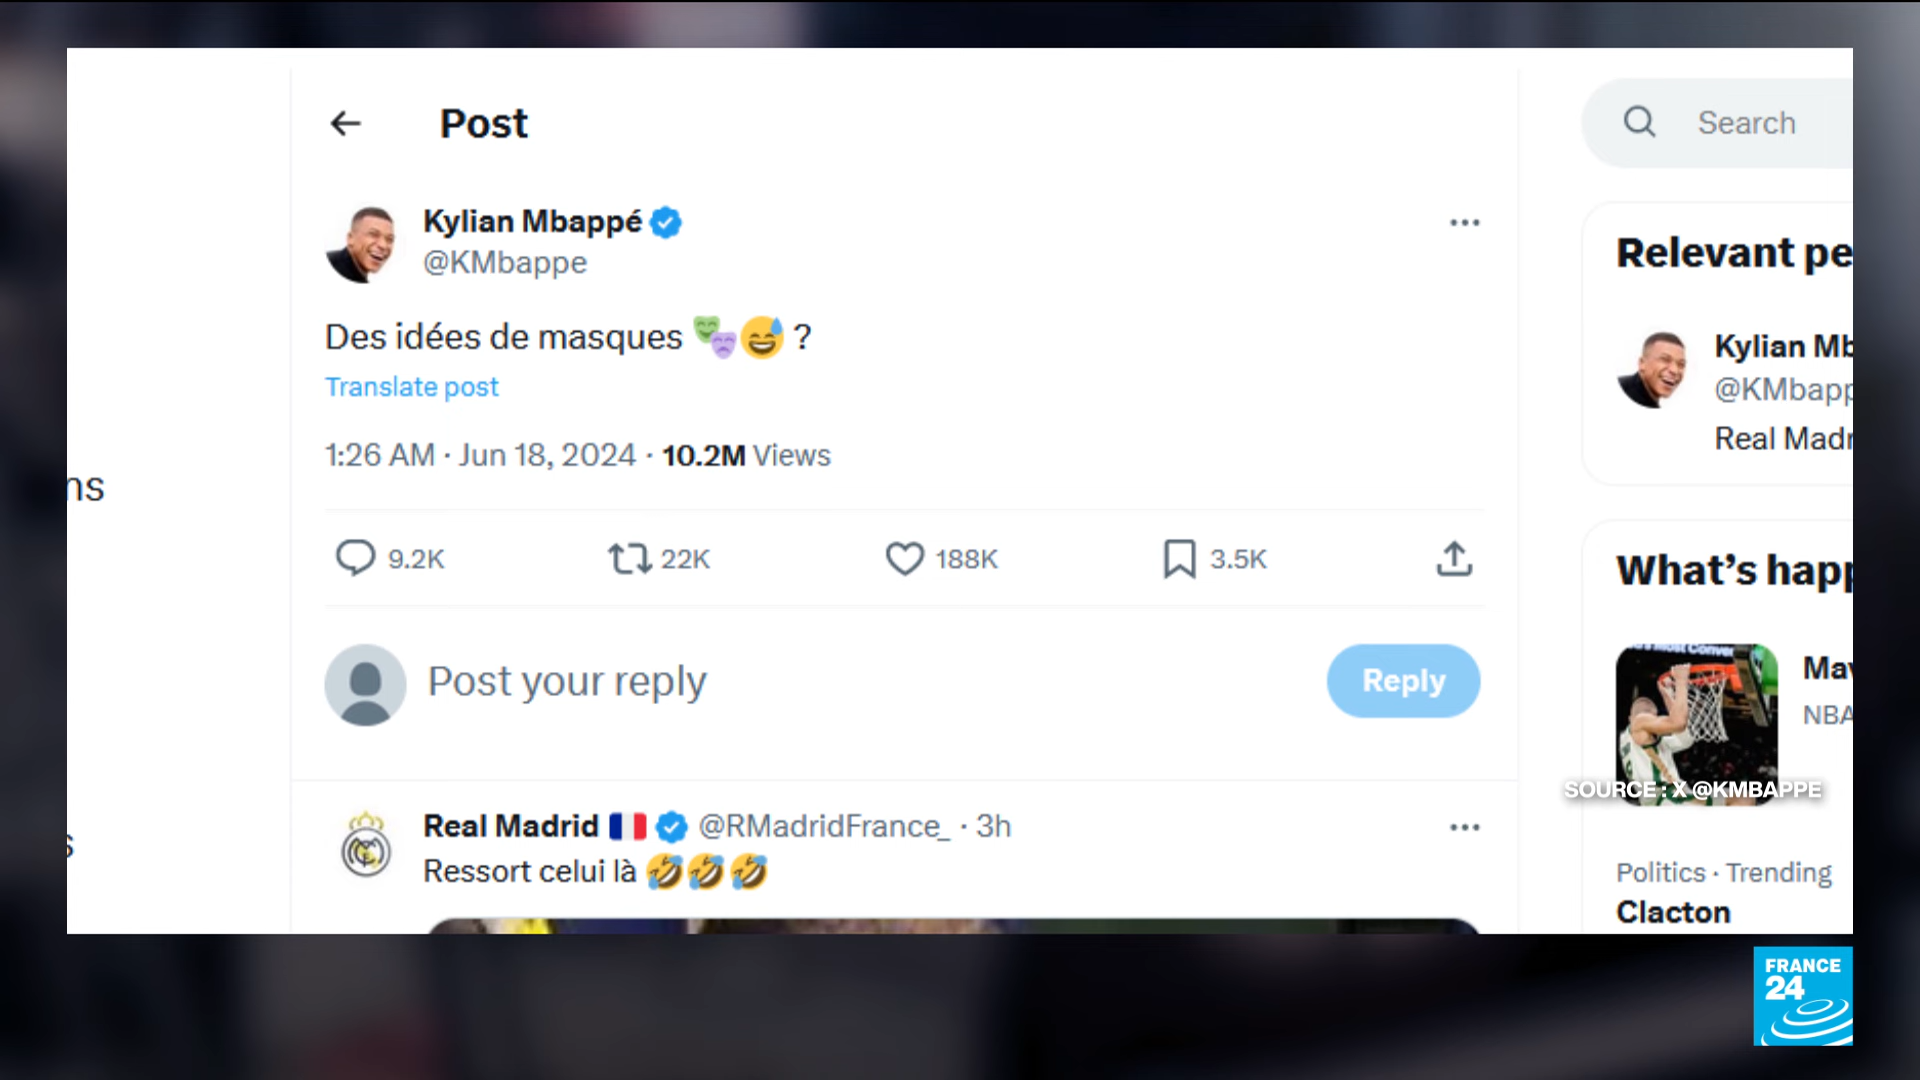 Post
Search
Kylian Mbappé
@KMbappe
Des idées de masques 🎭😅 ?
Translate post
1:26 AM · Jun 18, 2024 · 10.2M Views
9.2K 22K 188K 3.5K
Post your reply
Reply
Real Madrid 🇫🇷 @RMadridFrance_ · 3h
Ressort celui là 🤣🤣🤣
ns
s
Relevant pe
Kylian Mb
@KMbapp
Real Madr
What's happ
Mav
NBA
SOURCE : X @KMBAPPE
Politics · Trending
Clacton
FRANCE
24